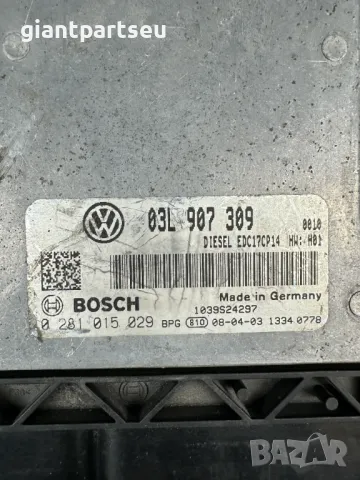 giantpartseu
03L 907 309
0010
DIESEL EDC17CP14 HW: H01
BOSCH
Made in Germany
1039S24297
0 281 015 029 BPG B10 08-04-03 1334 0778
BAZAR